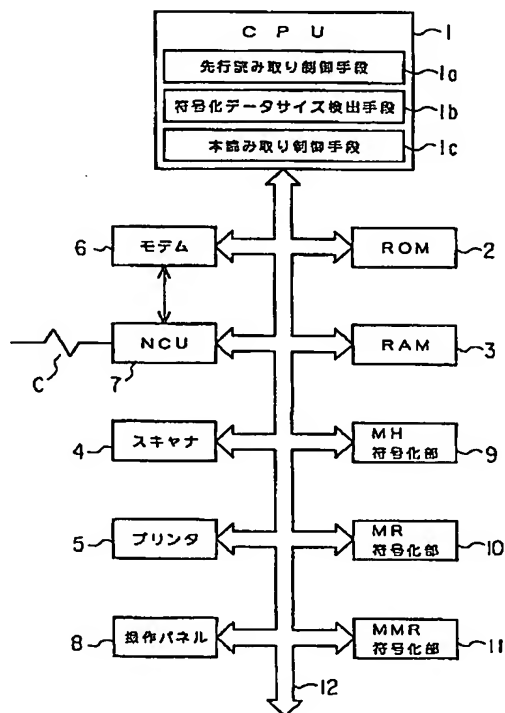 CPU
1
先行読み取り制御手段
1a
符号化データサイズ検出手段
1b
本読み取り制御手段
1c
6
モデム
ROM
2
C
7
NCU
RAM
3
4
スキャナ
MH
符号化部
9
5
プリンタ
MR
符号化部
10
8
操作パネル
MMR
符号化部
11
12